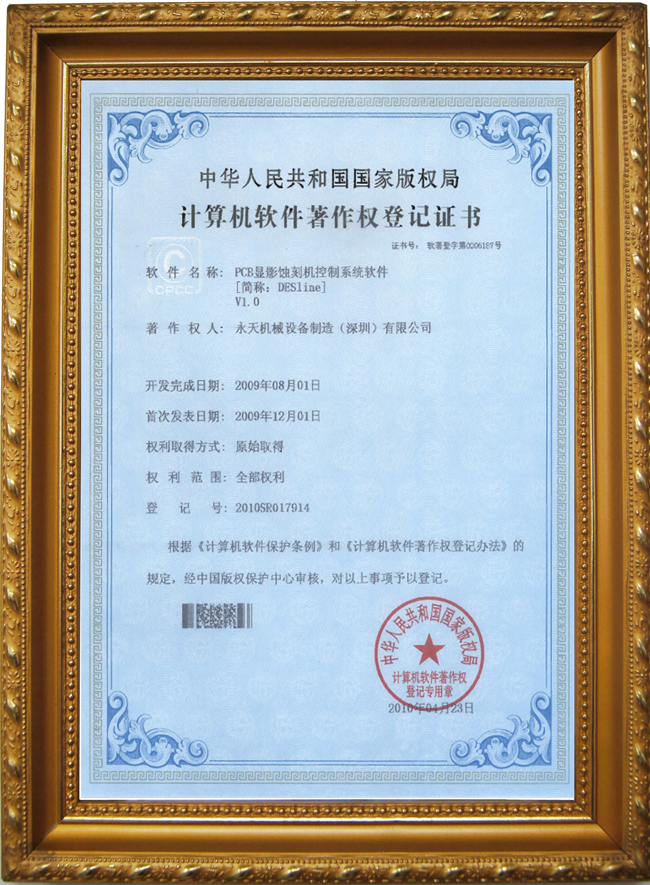 中华人民共和国国家版权局
计算机软件著作权登记证书
证书号： 软著登字第0206187号
CPCC
软件名称： PCB显影蚀刻机控制系统软件
[简称：DESline]
V1.0
著作权人： 永天机械设备制造（深圳）有限公司
开发完成日期： 2009年08月01日
首次发表日期： 2009年12月01日
权利取得方式： 原始取得
权利范围： 全部权利
登记号： 2010SR017914
根据《计算机软件保护条例》和《计算机软件著作权登记办法》的
规定，经中国版权保护中心审核，对以上事项予以登记。
中华人民共和国国家版权局
计算机软件著作权
登记专用章
2010年04月23日